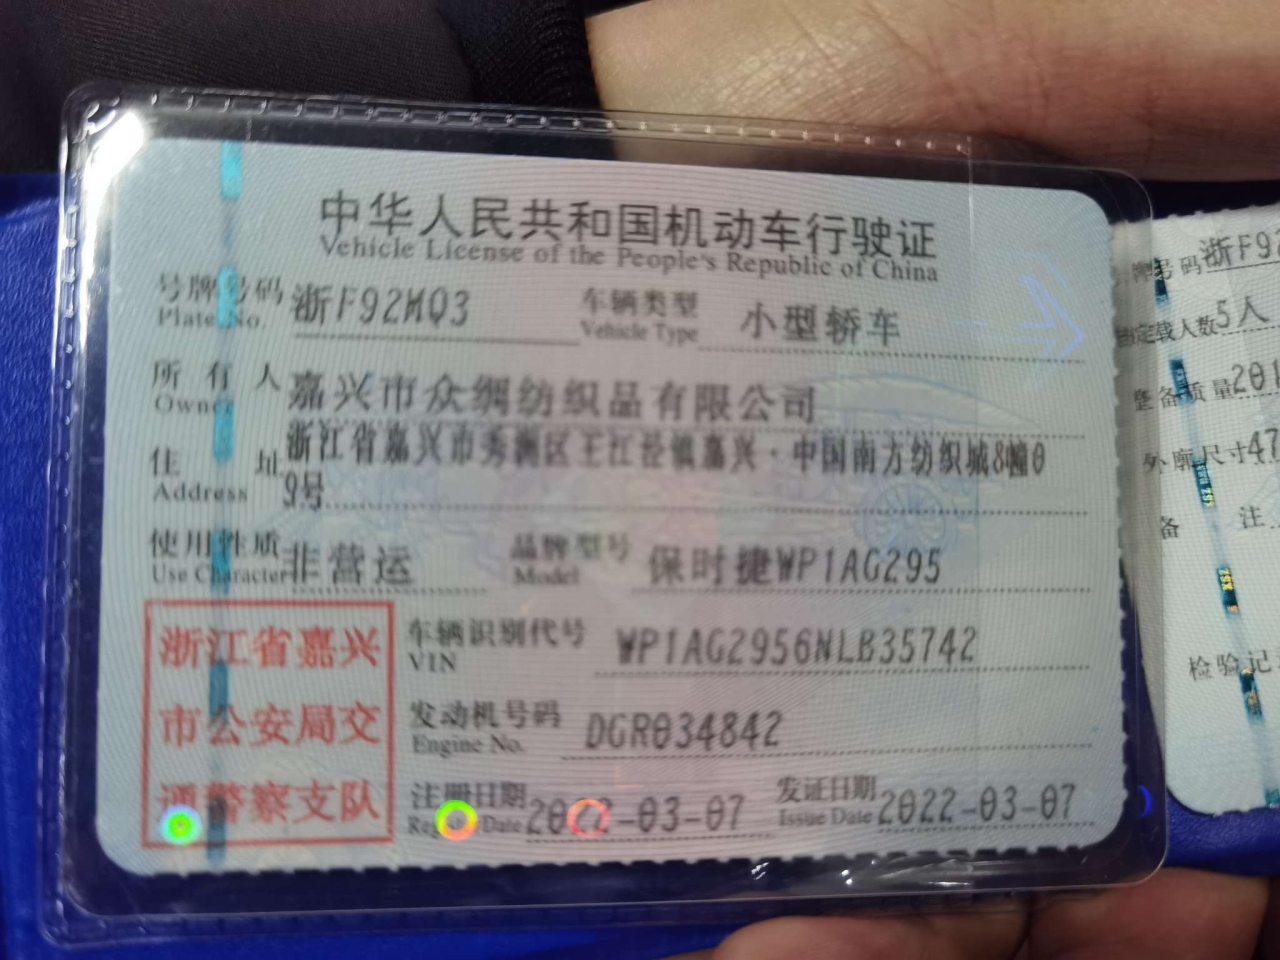 中华人民共和国机动车行驶证
Vehicle License of the People's Republic of China
号牌号码 浙F92MQ3 车辆类型 小型轿车
Plate No. Vehicle Type
所有人 嘉兴市众绸纺织品有限公司
Owner
住址 浙江省嘉兴市秀洲区王江泾镇嘉兴·中国南方纺织城8幢0
Address 9号
使用性质 非营运 品牌型号 保时捷WP1AG295
Use Character Model
浙江省嘉兴
市公安局交
通警察支队
车辆识别代号 WP1AG2956NLB35742
VIN
发动机号码 DGR034842
Engine No.
注册日期 2022-03-07 发证日期 2022-03-07
Register Date Issue Date
号牌号码 浙F92
核定载人数 5人
整备质量 201
外廓尺寸 47
备 注
检验记